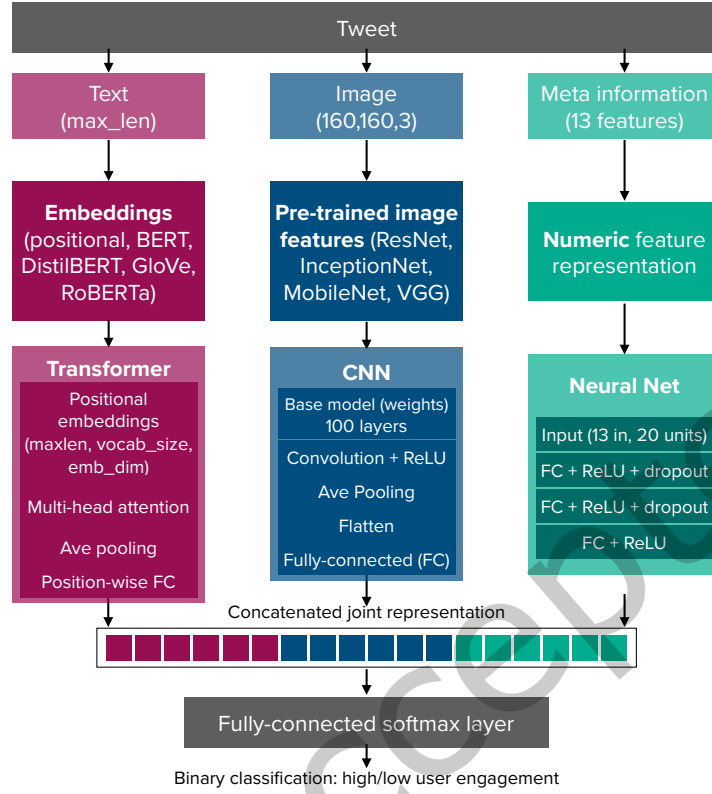 Tweet
Text
(max_len)
Image
(160,160,3)
Meta information
(13 features)
Embeddings
(positional, BERT,
DistilBERT, GloVe,
RoBERTa)
Pre-trained image
features (ResNet,
InceptionNet,
MobileNet, VGG)
Numeric feature
representation
Transformer
Positional
embeddings
(maxlen, vocab_size,
emb_dim)
Multi-head attention
Ave pooling
Position-wise FC
CNN
Base model (weights)
100 layers
Convolution + ReLU
Ave Pooling
Flatten
Fully-connected (FC)
Neural Net
Input (13 in, 20 units)
FC + ReLU + dropout
FC + ReLU + dropout
FC + ReLU
Concatenated joint representation
Fully-connected softmax layer
Binary classification: high/low user engagement